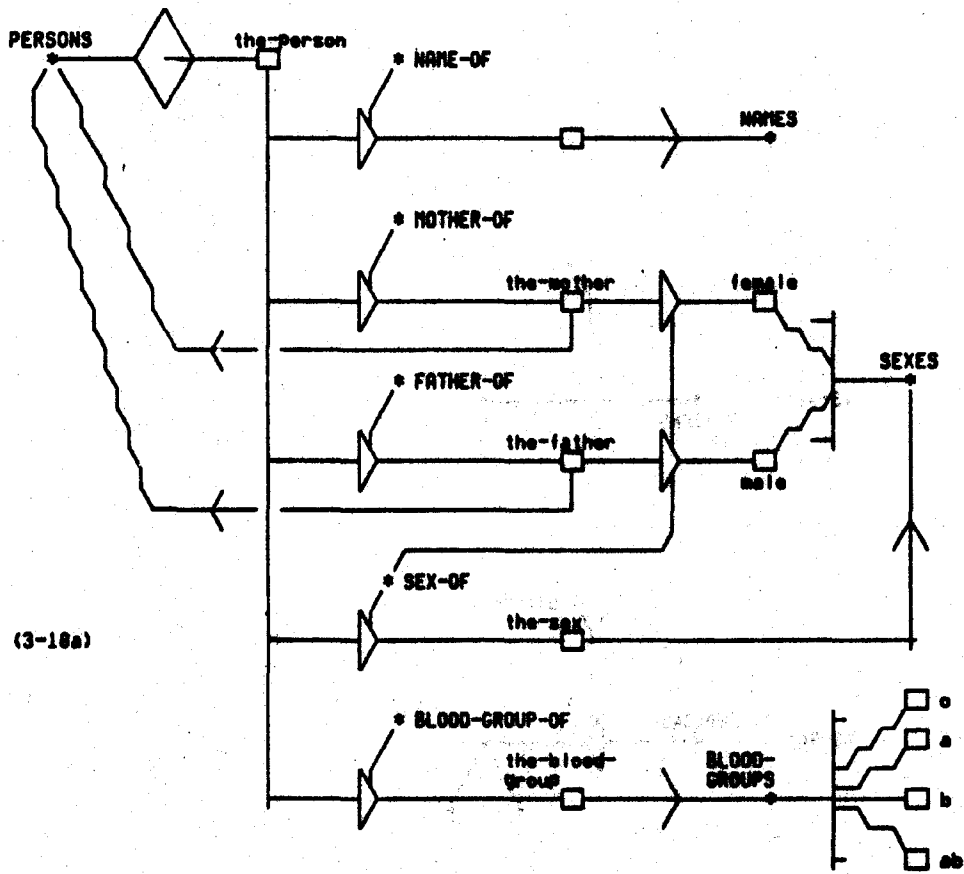 PERSONS
the-Person
* NAME-OF
NAMES
* MOTHER-OF
the-mother
female
* FATHER-OF
SEXES
the-father
male
* SEX-OF
(3-18a)
the-sex
* BLOOD-GROUP-OF
o
the-blood-
group
BLOOD-
GROUPS
a
b
ab